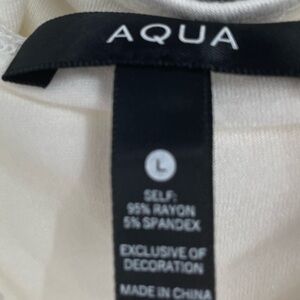 AQUA
L
SELF:
95% RAYON
5% SPANDEX
EXCLUSIVE OF
DECORATION
MADE IN CHINA